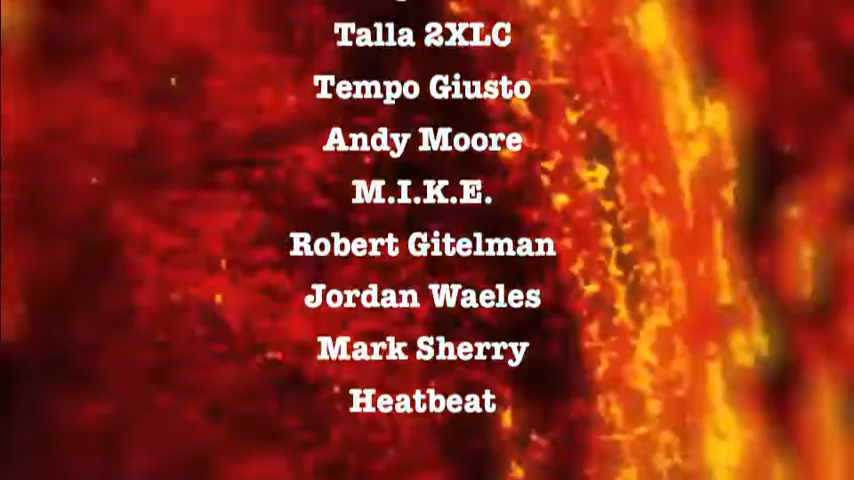 Talla 2XLC
Tempo Giusto
Andy Moore
M.I.K.E.
Robert Gitelman
Jordan Waeles
Mark Sherry
Heatbeat